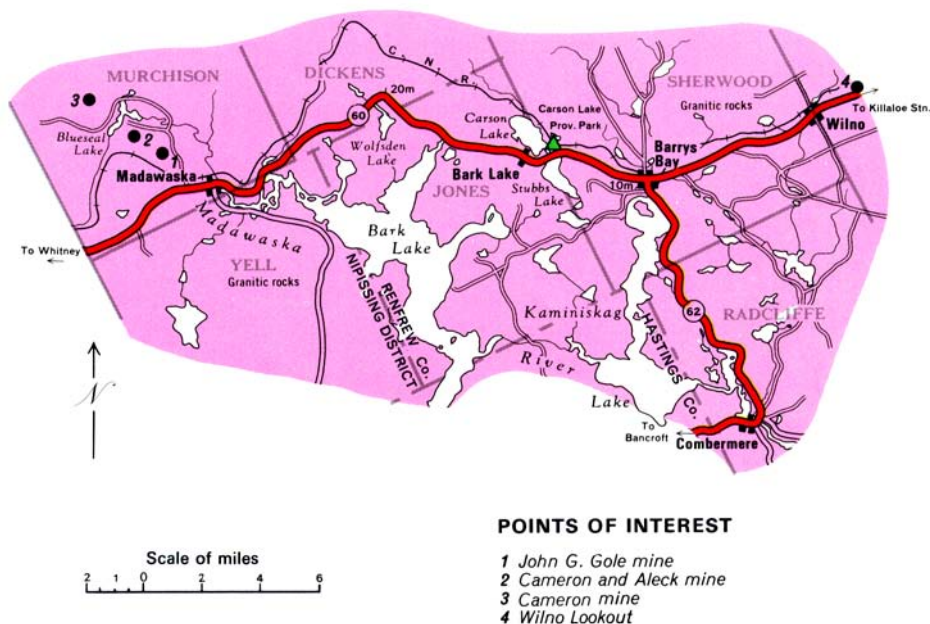 MURCHISON
DICKENS
C N R
SHERWOOD
4
To Killaloe Stn.
3
20m
Granitic rocks
Carson Lake
Prov. Park
Wilno
60
Carson
Lake
Blueseal
Lake
2
1
Wolfsden
Lake
Barrys
Bay
Madawaska
Bark Lake
10m
JONES
Stubbs
Lake
Madawaska
Bark
Lake
To Whitney
YELL
Granitic rocks
NIPISSING DISTRICT
RENFREW Co.
Kaminiskag
HASTINGS Co.
62
RADCLIFFE
River
Lake
N
To
Bancroft
Combermere
POINTS OF INTEREST
Scale of miles
2 1 0 2 4 6
1 John G. Gole mine
2 Cameron and Aleck mine
3 Cameron mine
4 Wilno Lookout